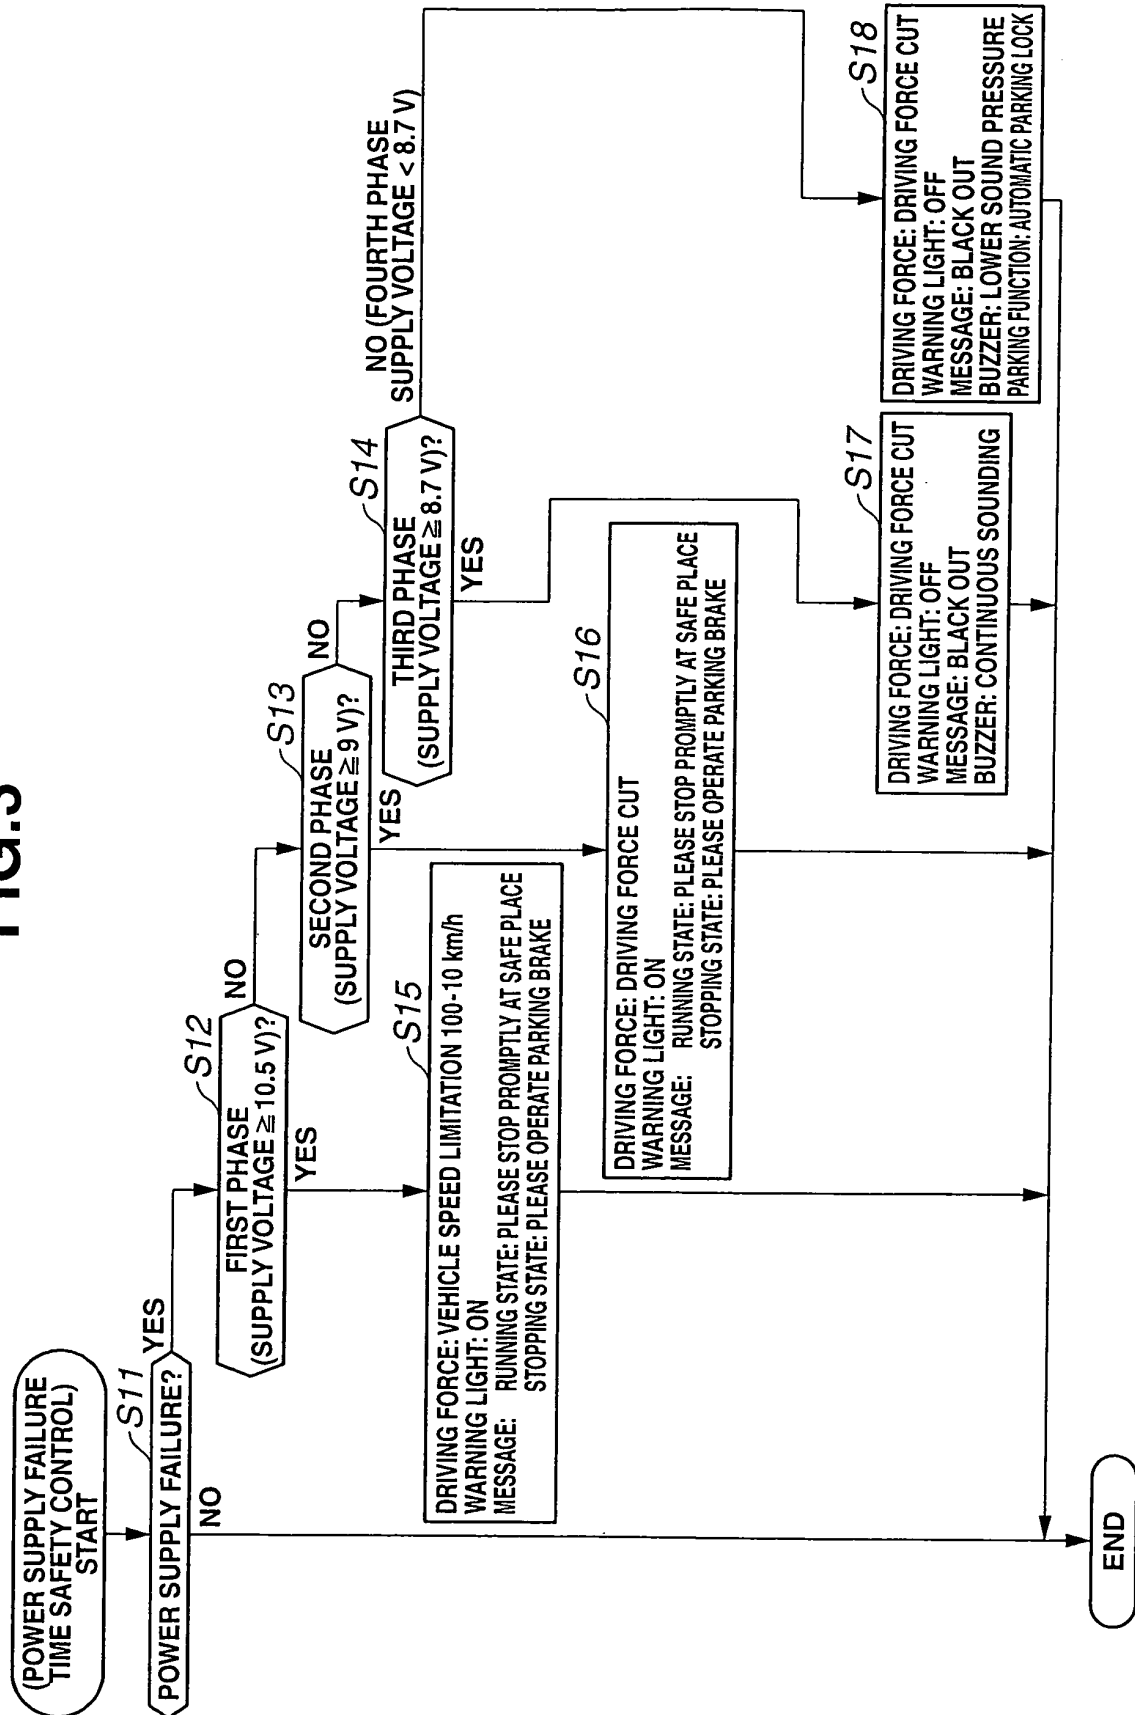 FIG.3
(POWER SUPPLY FAILURE
TIME SAFETY CONTROL)
START
S11
POWER SUPPLY FAILURE?
YES
NO
S12
FIRST PHASE
(SUPPLY VOLTAGE ≧ 10.5 V)?
NO
YES
S13
SECOND PHASE
(SUPPLY VOLTAGE ≧ 9 V)?
NO
YES
S14
THIRD PHASE
(SUPPLY VOLTAGE ≧ 8.7 V)?
YES
NO (FOURTH PHASE
SUPPLY VOLTAGE < 8.7 V)
S15
DRIVING FORCE: VEHICLE SPEED LIMITATION 100-10 km/h
WARNING LIGHT: ON
MESSAGE: RUNNING STATE: PLEASE STOP PROMPTLY AT SAFE PLACE
STOPPING STATE: PLEASE OPERATE PARKING BRAKE
S16
DRIVING FORCE: DRIVING FORCE CUT
WARNING LIGHT: ON
MESSAGE: RUNNING STATE: PLEASE STOP PROMPTLY AT SAFE PLACE
STOPPING STATE: PLEASE OPERATE PARKING BRAKE
S17
DRIVING FORCE: DRIVING FORCE CUT
WARNING LIGHT: OFF
MESSAGE: BLACK OUT
BUZZER: CONTINUOUS SOUNDING
S18
DRIVING FORCE: DRIVING FORCE CUT
WARNING LIGHT: OFF
MESSAGE: BLACK OUT
BUZZER: LOWER SOUND PRESSURE
PARKING FUNCTION: AUTOMATIC PARKING LOCK
END